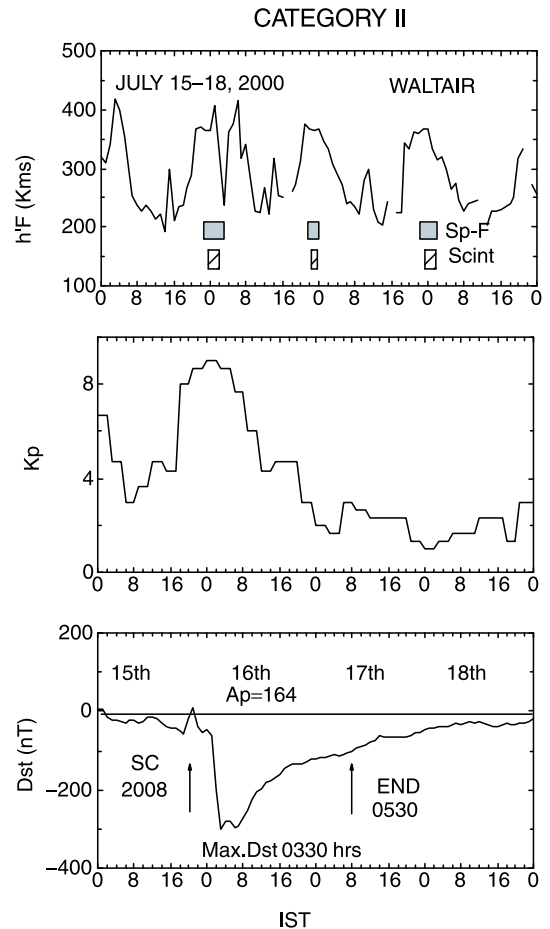 CATEGORY II
500
JULY 15–18, 2000 WALTAIR
400
h'F (Kms)
300
200
Sp-F
Scint
100
0 8 16 0 8 16 0 8 16 0 8 16 0
8
Kp
4
0
0 8 16 0 8 16 0 8 16 0 8 16 0
200
15th 16th 17th 18th
Ap=164
0
Dst (nT)
SC
2008
END
0530
−200
Max.Dst 0330 hrs
−400
0 8 16 0 8 16 0 8 16 0 8 16 0
IST